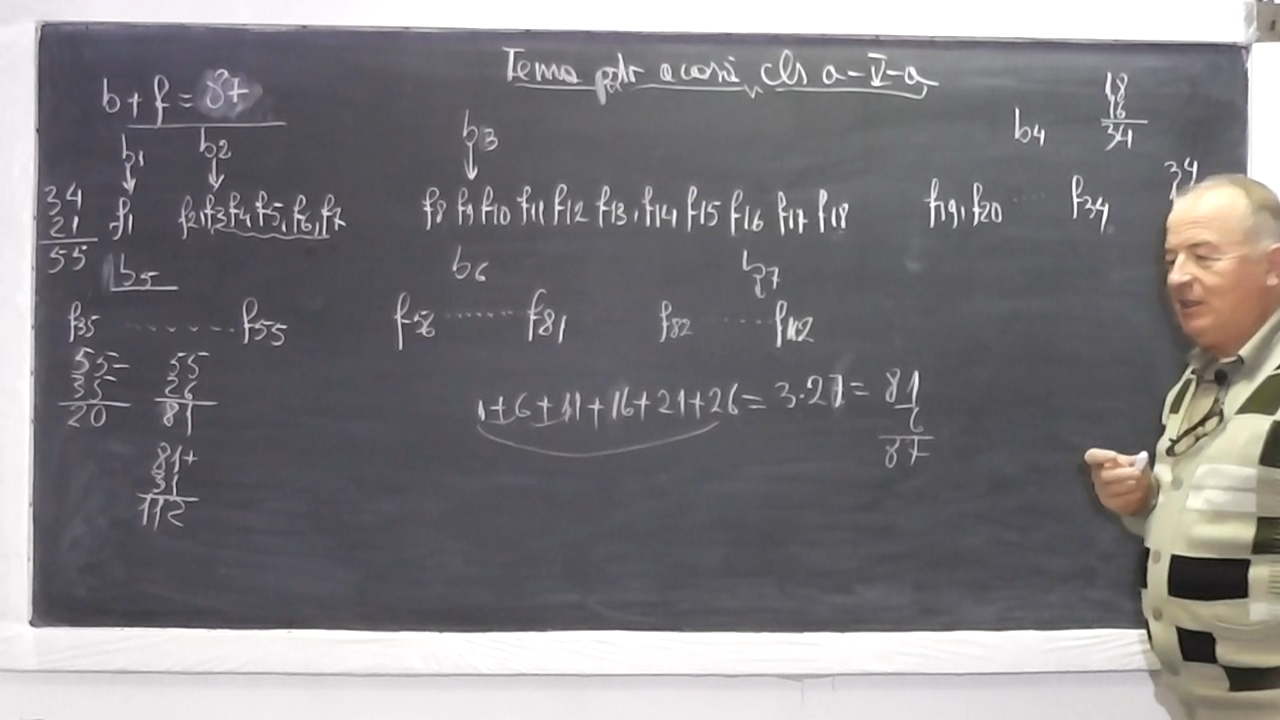 Tema ptr acasă cls a-V-a
b + f = 87
b1 b2 b3 b4
18
16
34
34
21
55
f1 f2, f3 f4 f5, f6, f7 f8 f9 f10 f11 f12 f13, f14 f15 f16 f17 f18 f19, f20 ..... f34
34
b5 b6 b7
f35 ....... f55 f56 ...... f81 f82 ..... f112
55-
35
20
55
26
81
1+6+11+16+21+26= 3·27= 81
6
87
81+
31
112